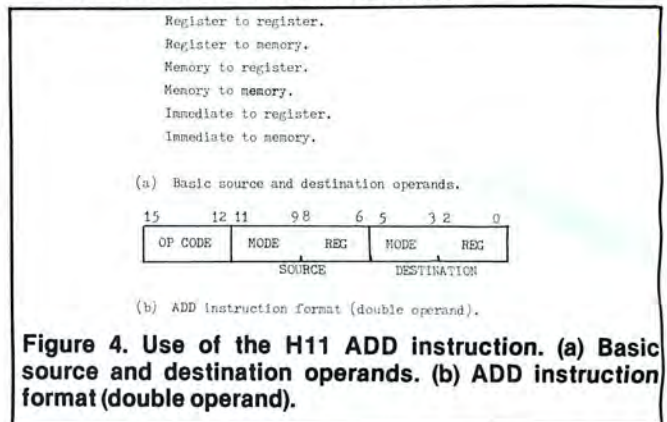 Register to register.
Register to memory.
Memory to register.
Memory to memory.
Immediate to register.
Immediate to memory.
(a) Basic source and destination operands.
15 12 11 9 8 6 5 3 2 0
OP CODE MODE REG MODE REG
SOURCE DESTINATION
(b) ADD instruction format (double operand).
Figure 4. Use of the H11 ADD instruction. (a) Basic
source and destination operands. (b) ADD instruction
format (double operand).